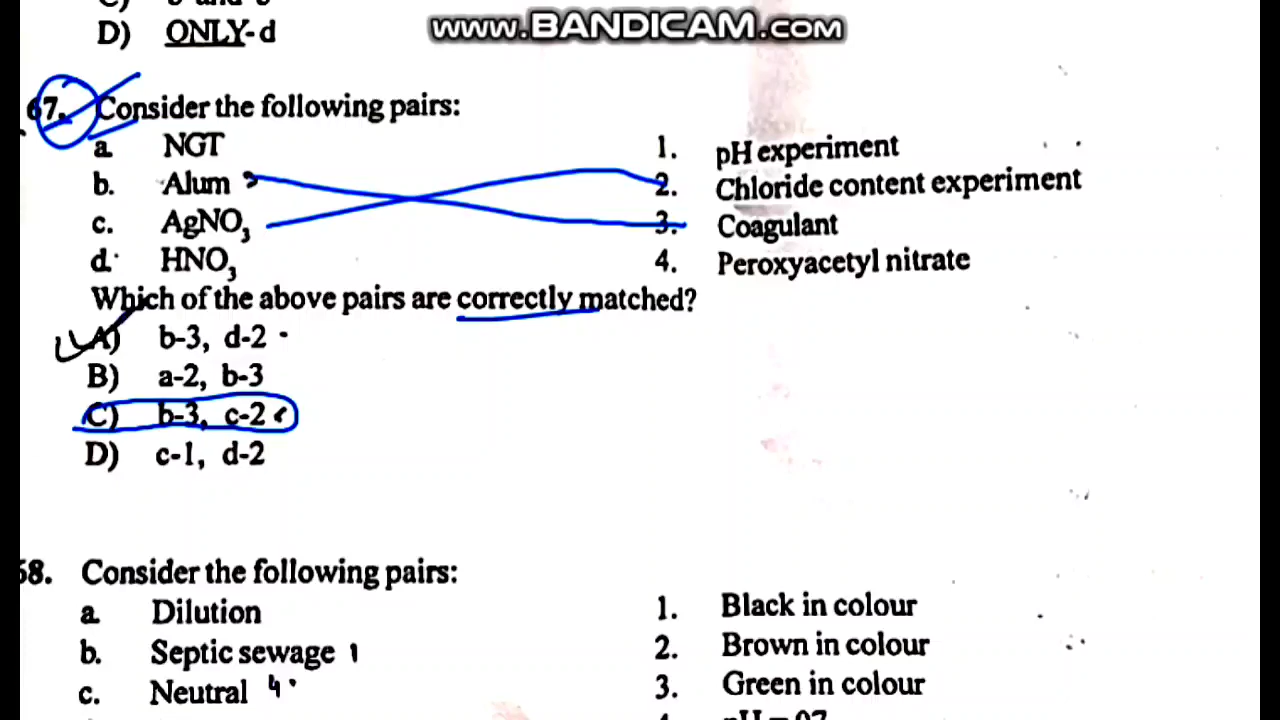 D) ONLY-d
www.BANDICAM.com
67. Consider the following pairs:
a NGT 1. pH experiment
b. Alum 3 2. Chloride content experiment
c. AgNO₃ 3. Coagulant
d. HNO₃ 4. Peroxyacetyl nitrate
Which of the above pairs are correctly matched?
A) b-3, d-2
B) a-2, b-3
C) b-3, c-2
D) c-1, d-2
68. Consider the following pairs:
a Dilution 1. Black in colour
b. Septic sewage 1 2. Brown in colour
c. Neutral 4 3. Green in colour